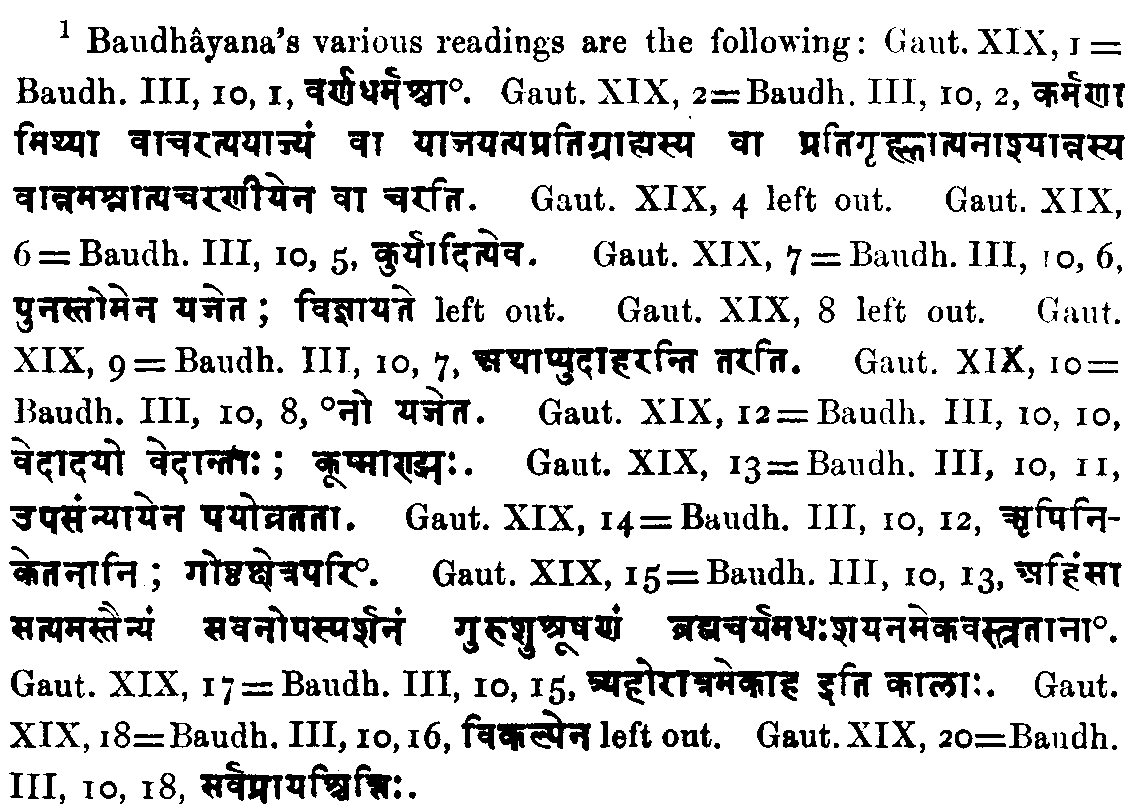 ¹ Baudhâyana's various readings are the following: Gaut. XIX, 1 =
Baudh. III, 10, 1, वर्णधर्मश्चा°. Gaut. XIX, 2=Baudh. III, 10, 2, कर्मणा
मिथ्या वाचरत्ययाज्यं वा याजयत्यप्रतिग्राह्यस्य वा प्रतिगृह्णात्यनाश्यान्नस्य
वान्नमश्नात्यचरणीयेन वा चरति. Gaut. XIX, 4 left out. Gaut. XIX,
6=Baudh. III, 10, 5, कुर्यादित्येव. Gaut. XIX, 7=Baudh. III, 10, 6,
पुनस्तोमेन यजेत; विज्ञायते left out. Gaut. XIX, 8 left out. Gaut.
XIX, 9=Baudh. III, 10, 7, अथाप्युदाहरन्ति तरति. Gaut. XIX, 10=
Baudh. III, 10, 8, °नो यजेत. Gaut. XIX, 12=Baudh. III, 10, 10,
वेदादयो वेदान्ताः; कूष्माण्ड्यः. Gaut. XIX, 13=Baudh. III, 10, 11,
उपसंन्यायेन पयोव्रतता. Gaut. XIX, 14=Baudh. III, 10, 12, ऋषिनि-
केतनानि; गोष्ठक्षेत्रपरि°. Gaut. XIX, 15=Baudh. III, 10, 13, अहिंसा
सत्यमस्तैन्यं सवनोपस्पर्शनं गुरुशुश्रूषणं ब्रह्मचर्यमधःशयनमेकवस्त्रताना°.
Gaut. XIX, 17=Baudh. III, 10, 15, त्र्यहोरात्रमेकाह इति कालाः. Gaut.
XIX, 18=Baudh. III, 10, 16, विकल्पेन left out. Gaut. XIX, 20=Baudh.
III, 10, 18, सर्वप्रायश्चित्तिः.